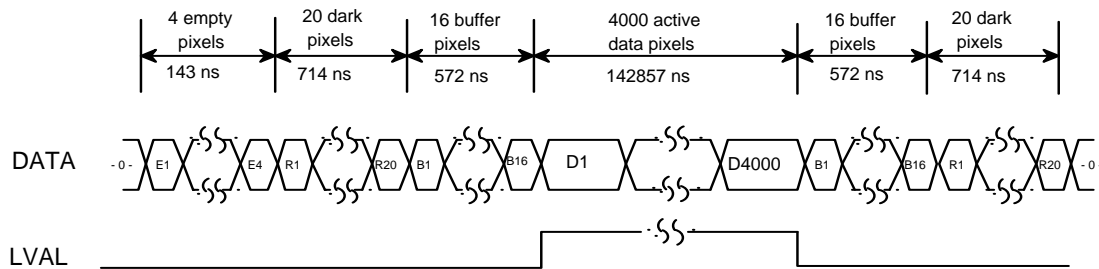 4 empty pixels
20 dark pixels
16 buffer pixels
4000 active data pixels
16 buffer pixels
20 dark pixels
143 ns
714 ns
572 ns
142857 ns
572 ns
714 ns
DATA
- 0 - E1 E4 R1 R20 B1 B16 D1 D4000 B1 B16 R1 R20 - 0 -
LVAL